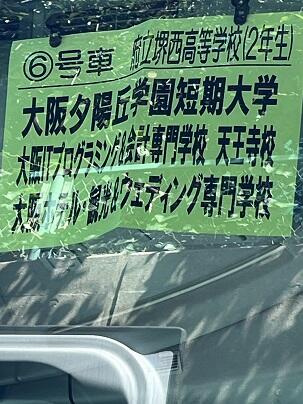 ⑥号車 府立堺西高等学校(2年生)
大阪夕陽丘学園短期大学
大阪ITプログラミング&会計専門学校 天王寺校
大阪ホテル・観光&ウエディング専門学校